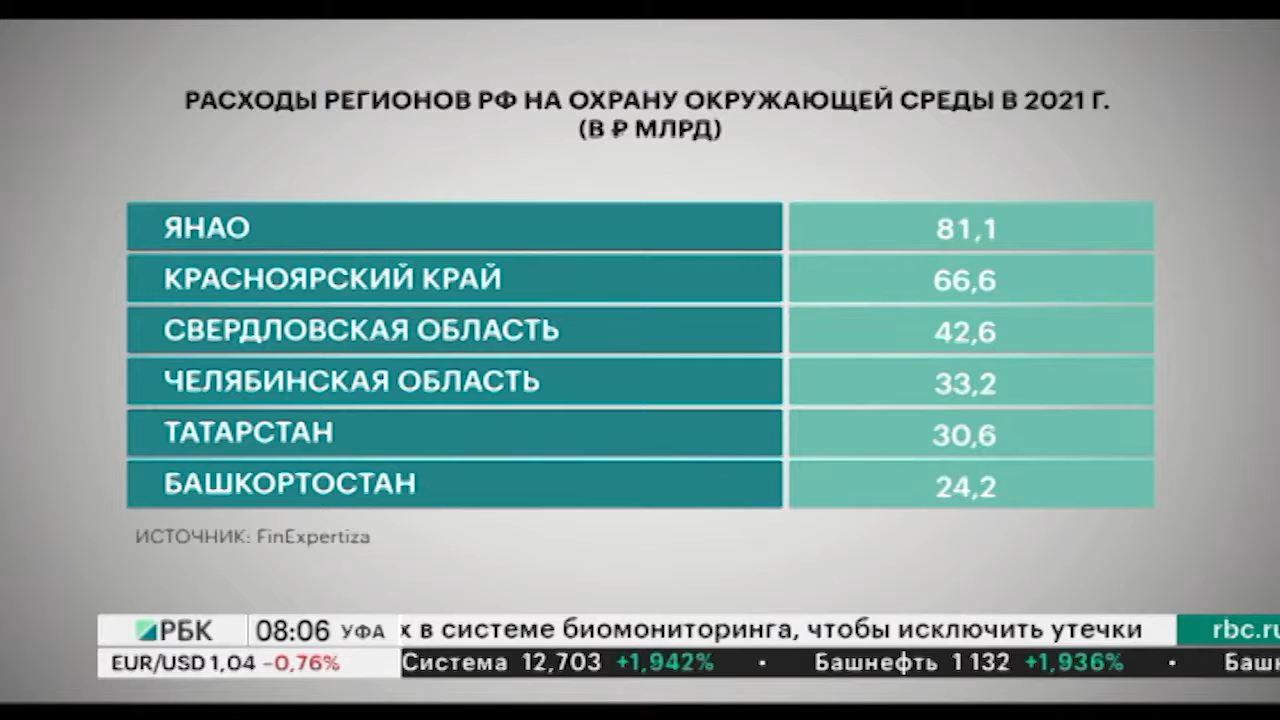 РАСХОДЫ РЕГИОНОВ РФ НА ОХРАНУ ОКРУЖАЮЩЕЙ СРЕДЫ В 2021 Г.
(В ₽ МЛРД)
ЯНАО 81,1
КРАСНОЯРСКИЙ КРАЙ 66,6
СВЕРДЛОВСКАЯ ОБЛАСТЬ 42,6
ЧЕЛЯБИНСКАЯ ОБЛАСТЬ 33,2
ТАТАРСТАН 30,6
БАШКОРТОСТАН 24,2
ИСТОЧНИК: FinExpertiza
РБК 08:06 УФА х в системе биомониторинга, чтобы исключить утечки rbc.ru
EUR/USD 1,04 -0,76% Система 12,703 +1,942% • Башнефть 1 132 +1,936% •